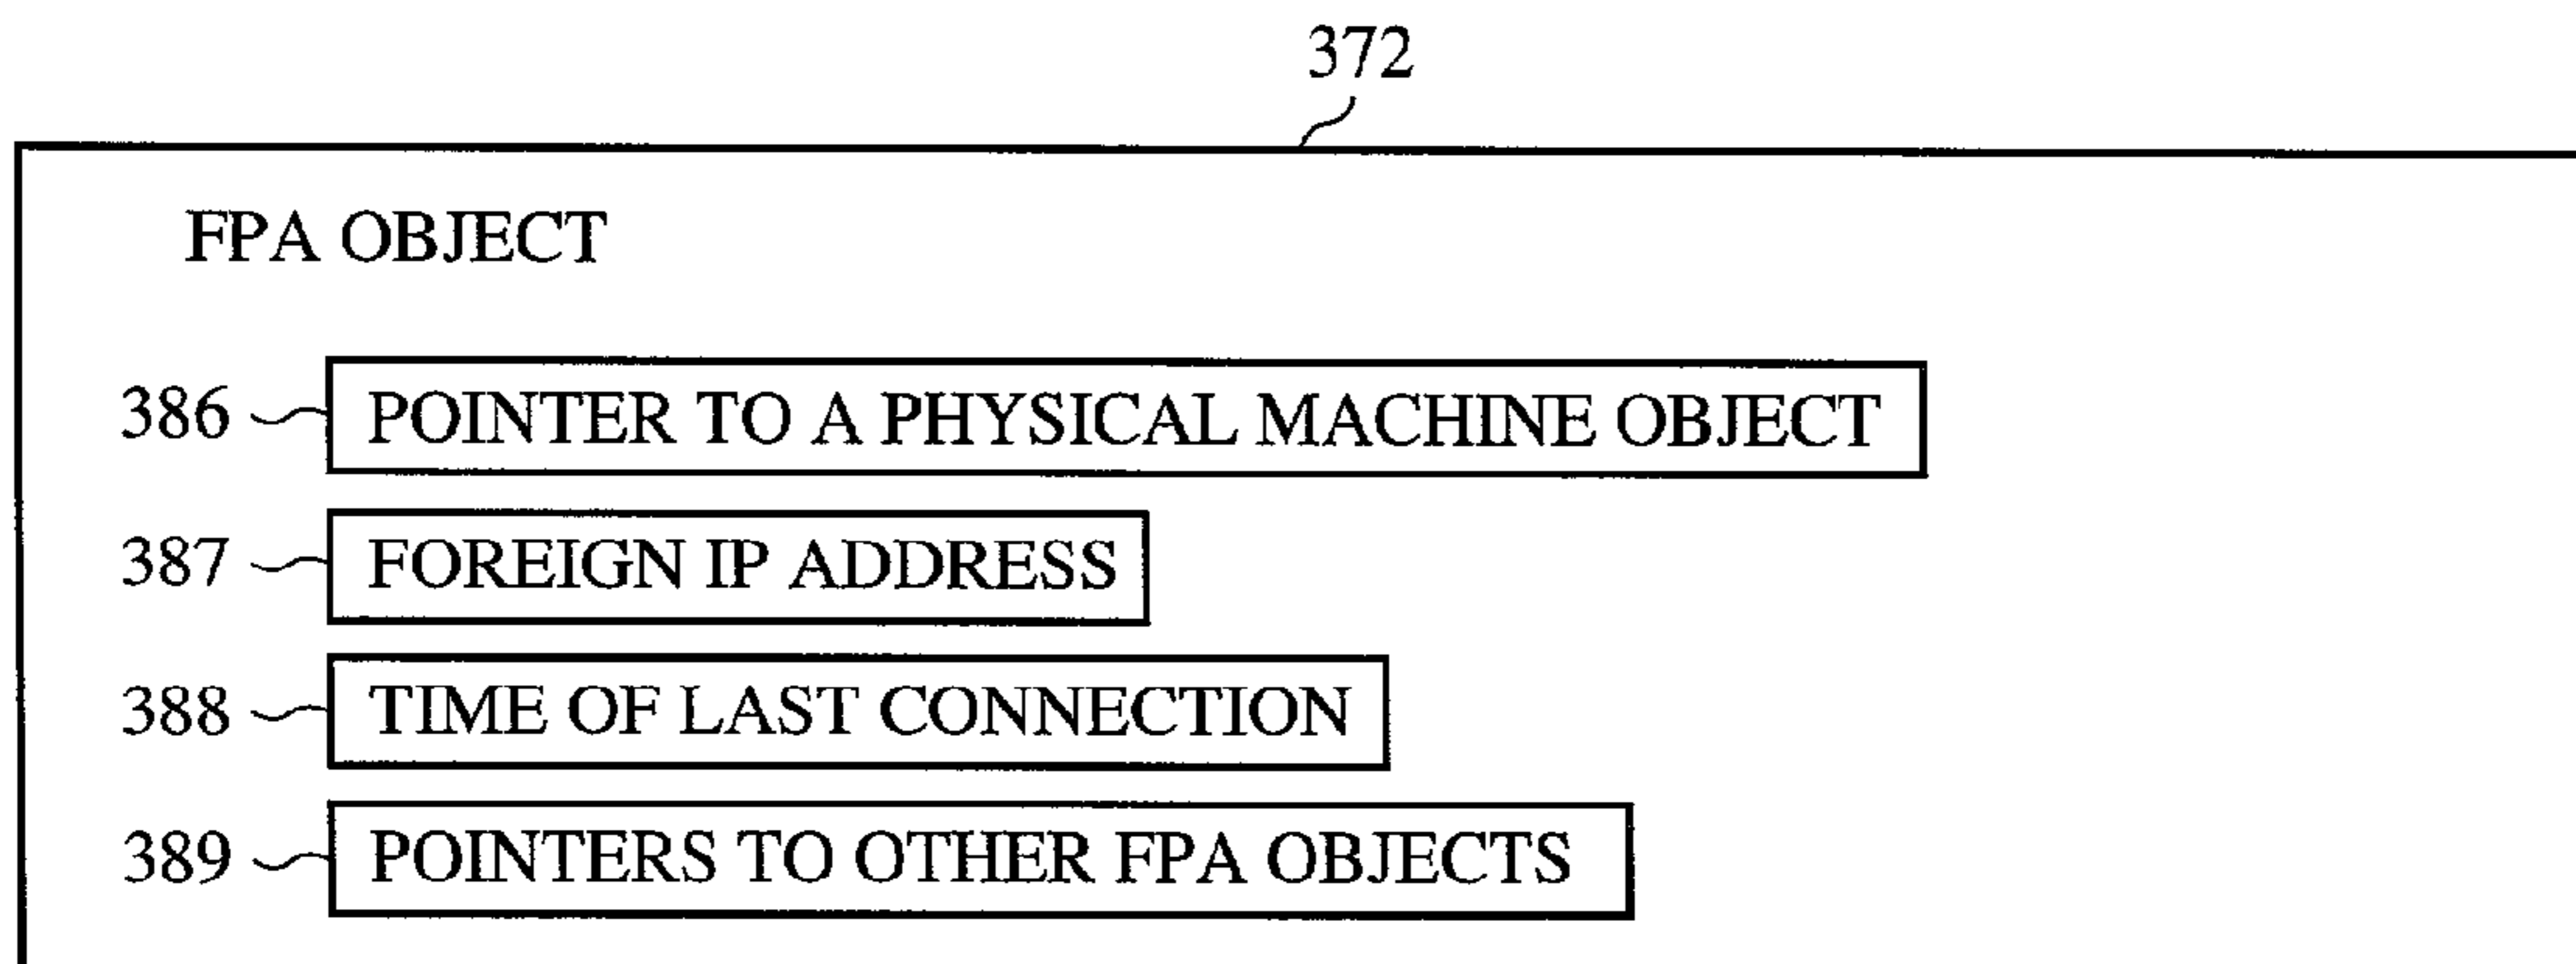 372
FPA OBJECT
386 POINTER TO A PHYSICAL MACHINE OBJECT
387 FOREIGN IP ADDRESS
388 TIME OF LAST CONNECTION
389 POINTERS TO OTHER FPA OBJECTS